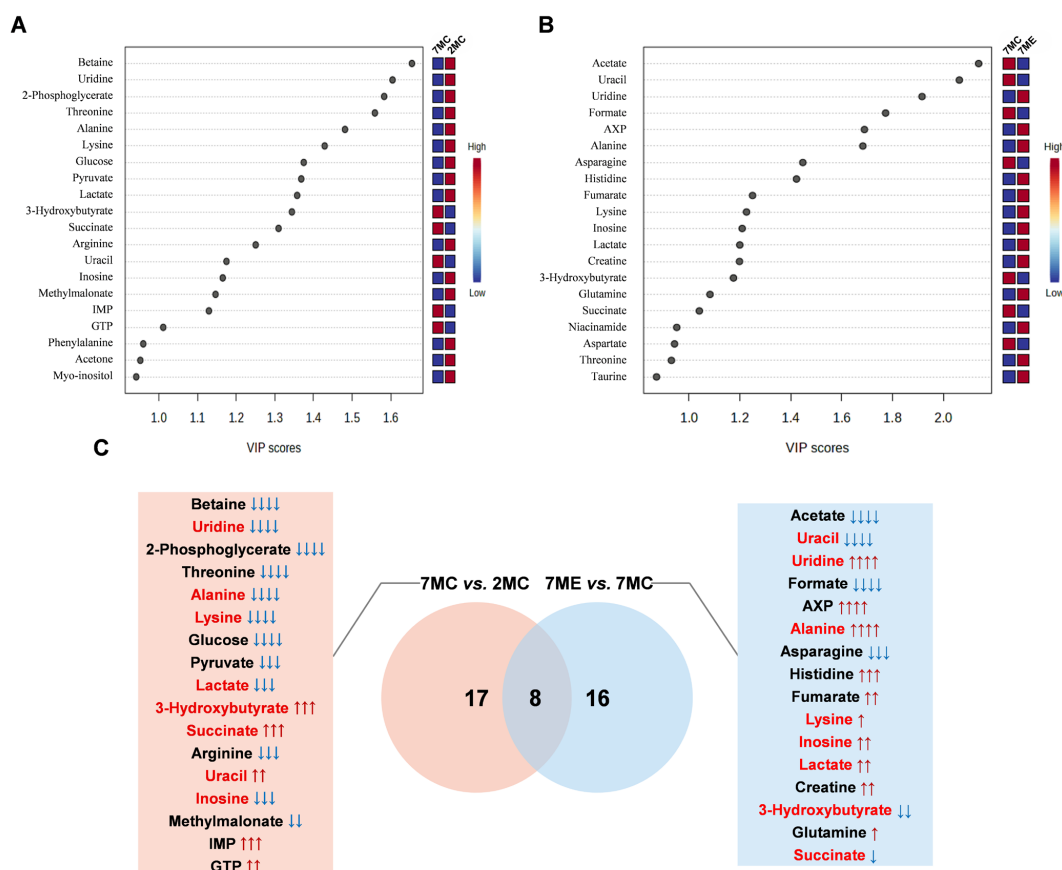 A
7MC
2MC
Betaine
Uridine
2-Phosphoglycerate
Threonine
Alanine
Lysine
Glucose
Pyruvate
Lactate
3-Hydroxybutyrate
Succinate
Arginine
Uracil
Inosine
Methylmalonate
IMP
GTP
Phenylalanine
Acetone
Myo-inositol
High
Low
1.0 1.1 1.2 1.3 1.4 1.5 1.6
VIP scores
B
7MC
7ME
Acetate
Uracil
Uridine
Formate
AXP
Alanine
Asparagine
Histidine
Fumarate
Lysine
Inosine
Lactate
Creatine
3-Hydroxybutyrate
Glutamine
Succinate
Niacinamide
Aspartate
Threonine
Taurine
High
Low
1.0 1.2 1.4 1.6 1.8 2.0
VIP scores
C
Betaine ↓↓↓↓
Uridine ↓↓↓↓
2-Phosphoglycerate ↓↓↓↓
Threonine ↓↓↓↓
Alanine ↓↓↓↓
Lysine ↓↓↓↓
Glucose ↓↓↓↓
Pyruvate ↓↓↓
Lactate ↓↓↓
3-Hydroxybutyrate ↑↑↑
Succinate ↑↑↑
Arginine ↓↓↓
Uracil ↑↑
Inosine ↓↓↓
Methylmalonate ↓↓
IMP ↑↑↑
GTP ↑↑
7MC vs. 2MC 7ME vs. 7MC
17 8 16
Acetate ↓↓↓↓
Uracil ↓↓↓↓
Uridine ↑↑↑↑
Formate ↓↓↓↓
AXP ↑↑↑↑
Alanine ↑↑↑↑
Asparagine ↓↓↓
Histidine ↑↑↑
Fumarate ↑↑
Lysine ↑
Inosine ↑↑
Lactate ↑↑
Creatine ↑↑
3-Hydroxybutyrate ↓↓
Glutamine ↑
Succinate ↓